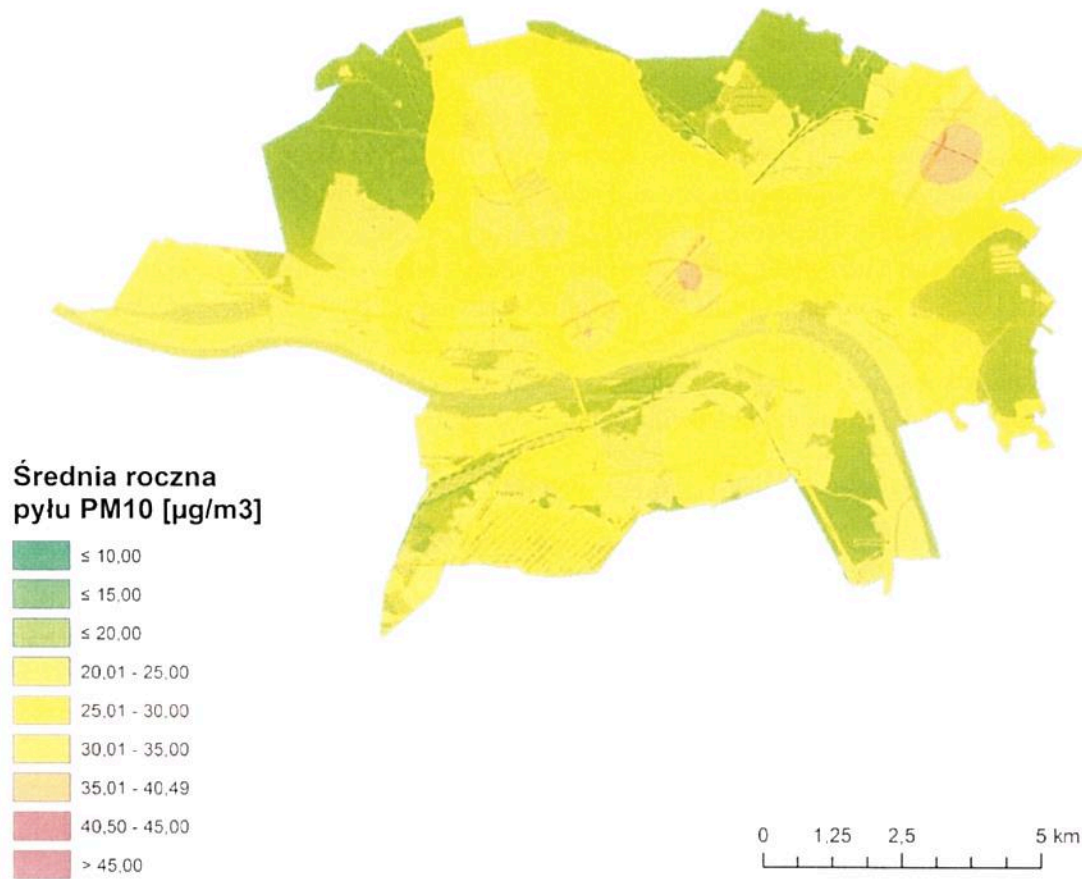 Średnia roczna
pyłu PM10 [µg/m3]
≤ 10,00
≤ 15,00
≤ 20,00
20,01 - 25,00
25,01 - 30,00
30,01 - 35,00
35,01 - 40,49
40,50 - 45,00
> 45,00
0 1,25 2,5 5 km